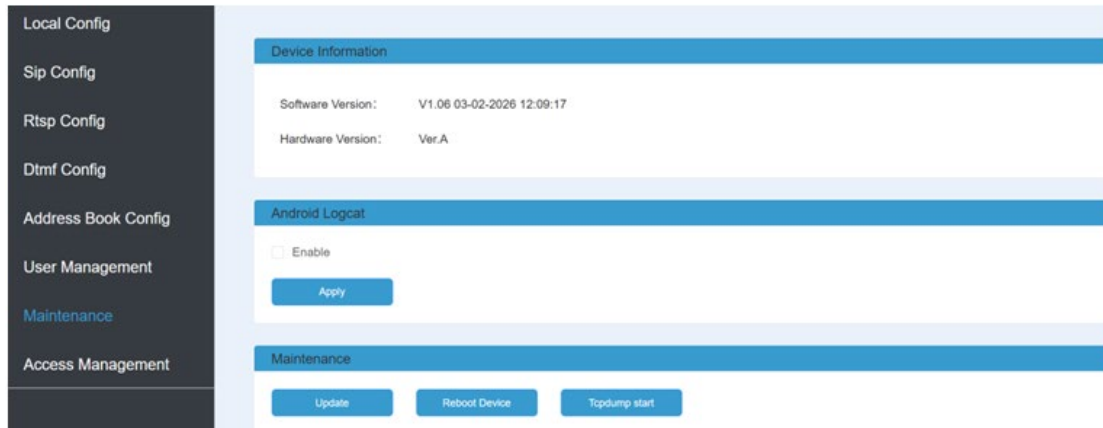 Local Config
Sip Config
Rtsp Config
Dtmf Config
Address Book Config
User Management
Maintenance
Access Management
Device Information
Software Version: V1.06 03-02-2026 12:09:17
Hardware Version: Ver.A
Android Logcat
Enable
Apply
Maintenance
Update Reboot Device Tcpdump start